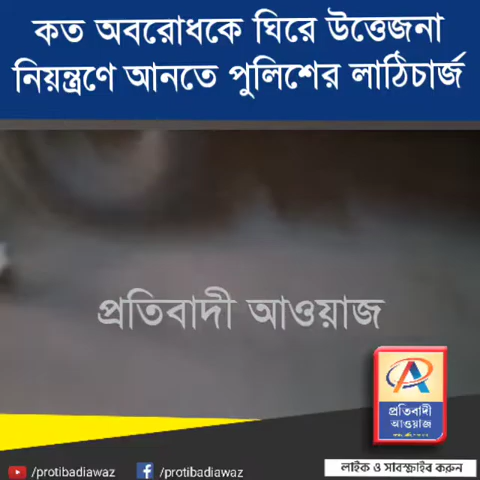 কত অবরোধকে ঘিরে উত্তেজনা
নিয়ন্ত্রণে আনতে পুলিশের লাঠিচার্জ
প্রতিবাদী আওয়াজ
প্রতিবাদী
আওয়াজ
/protibadiawaz
/protibadiawaz
লাইক ও সাবস্ক্রাইব করুন